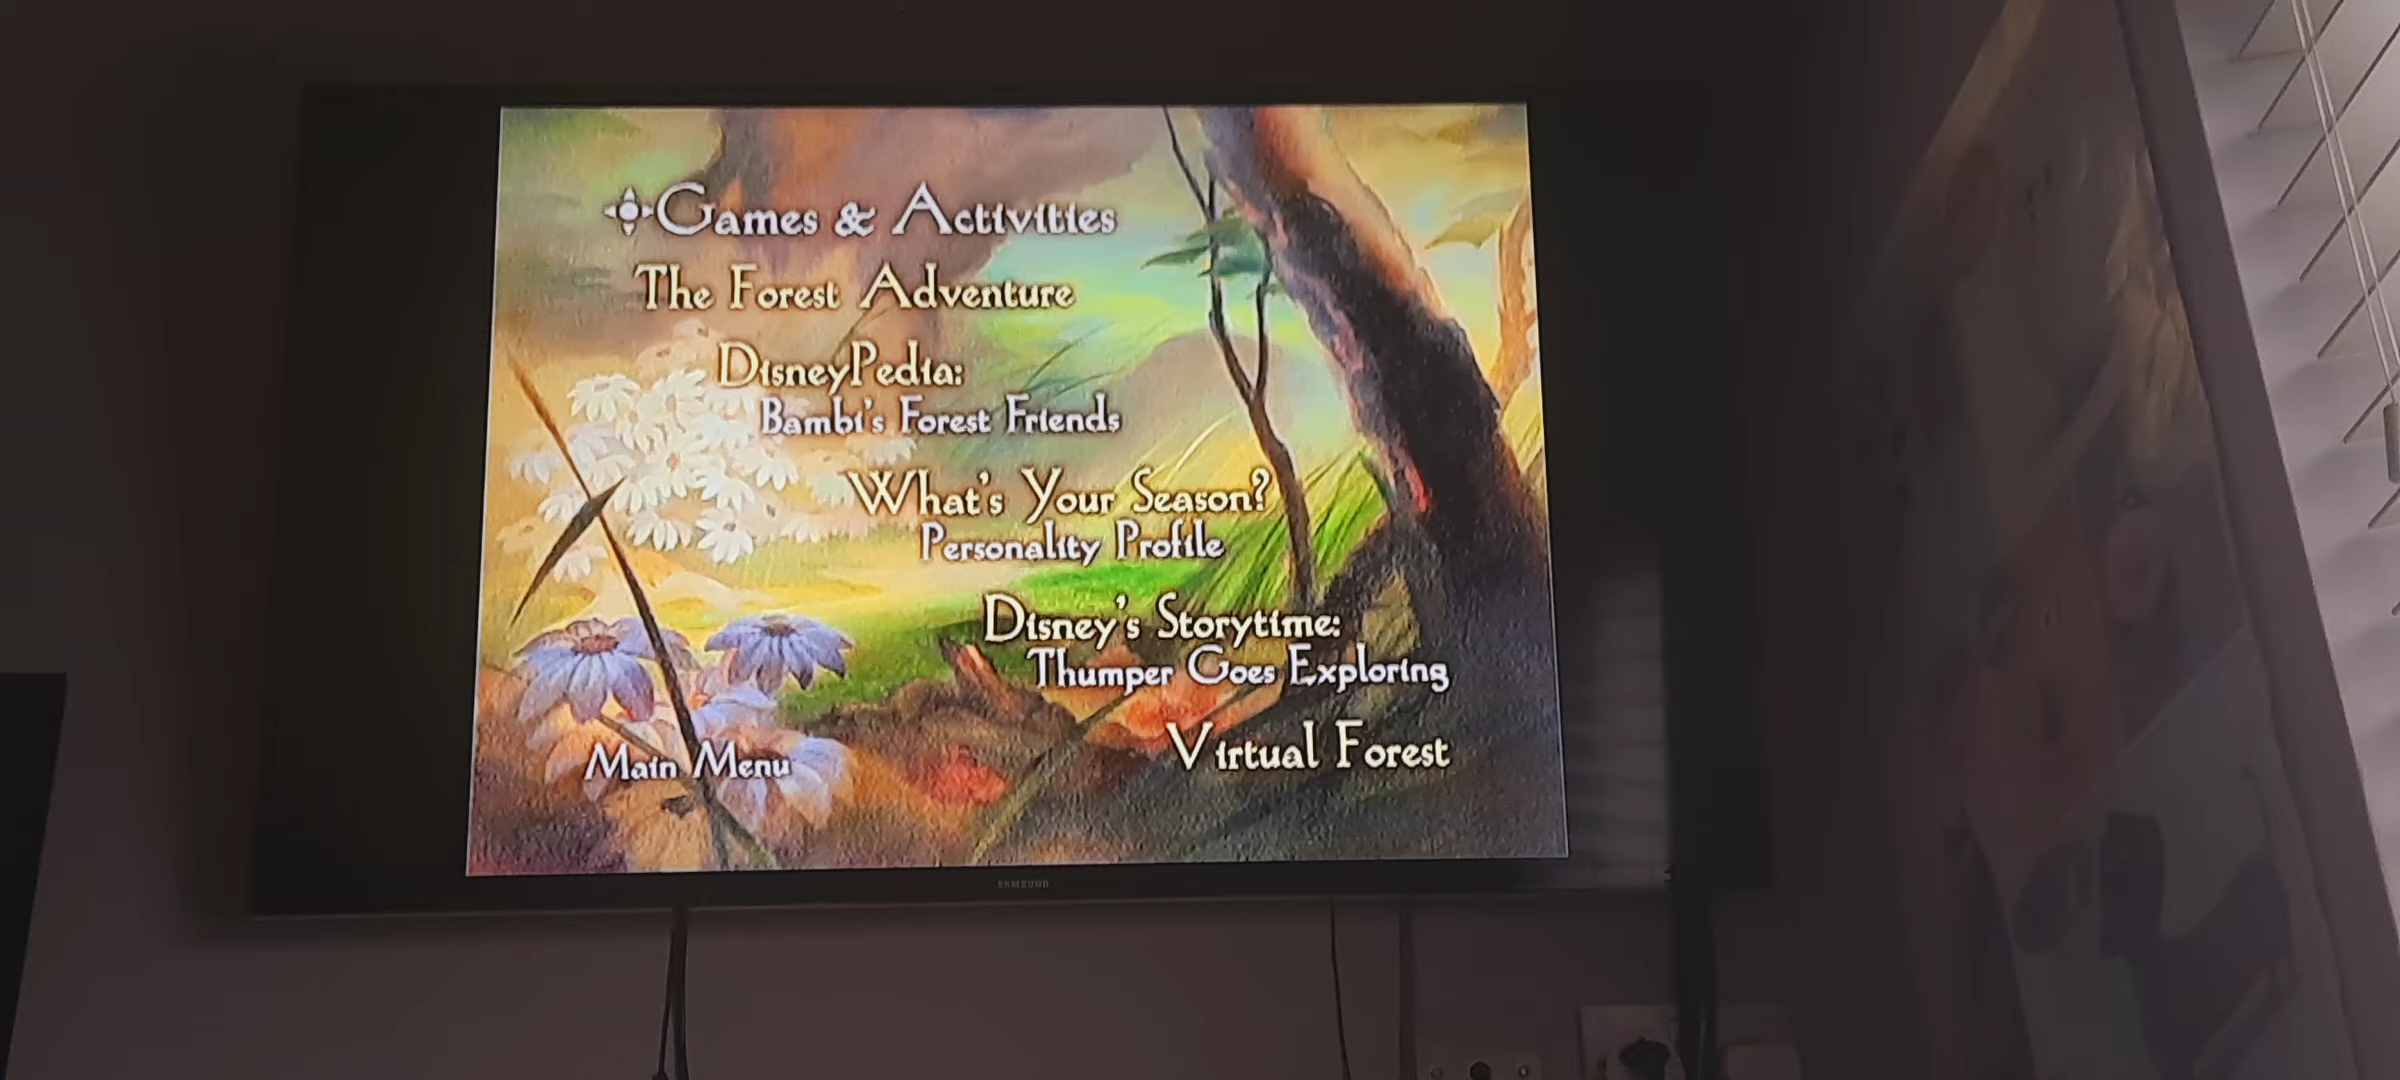 Games & Activities
The Forest Adventure
DisneyPedia:
Bambi's Forest Friends
What's Your Season?
Personality Profile
Disney's Storytime:
Thumper Goes Exploring
Virtual Forest
Main Menu
SAMSUNG